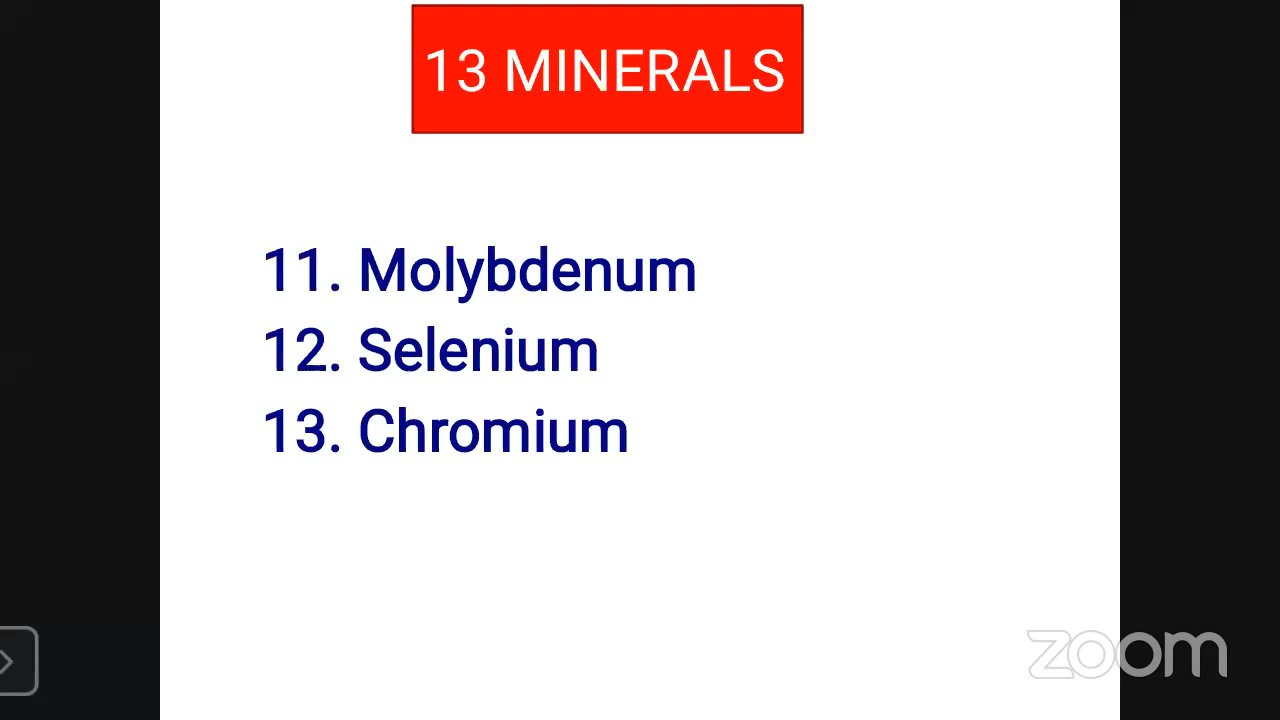 13 MINERALS
11. Molybdenum
12. Selenium
13. Chromium
zoom